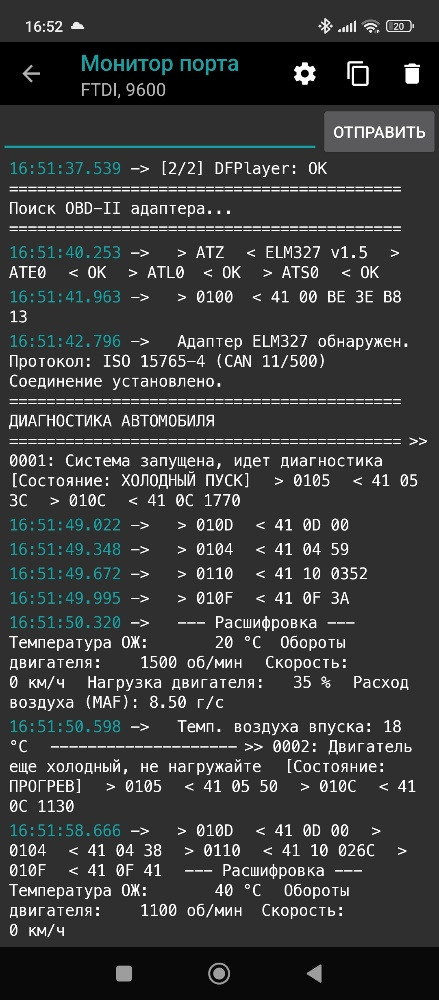 16:52
20
Монитор порта
FTDI, 9600
ОТПРАВИТЬ
16:51:37.539 -> [2/2] DFPlayer: OK
==========================================
Поиск OBD-II адаптера...
==========================================
16:51:40.253 -> > ATZ < ELM327 v1.5 >
ATE0 < OK > ATL0 < OK > ATS0 < OK
16:51:41.963 -> > 0100 < 41 00 BE 3E B8
13
16:51:42.796 -> Адаптер ELM327 обнаружен.
Протокол: ISO 15765-4 (CAN 11/500)
Соединение установлено.
==========================================
ДИАГНОСТИКА АВТОМОБИЛЯ
========================================== >>
0001: Система запущена, идет диагностика
[Состояние: ХОЛОДНЫЙ ПУСК] > 0105 < 41 05
3C > 010C < 41 0C 1770
16:51:49.022 -> > 010D < 41 0D 00
16:51:49.348 -> > 0104 < 41 04 59
16:51:49.672 -> > 0110 < 41 10 0352
16:51:49.995 -> > 010F < 41 0F 3A
16:51:50.320 -> --- Расшифровка ---
Температура ОЖ: 20 °C Обороты
двигателя: 1500 об/мин Скорость:
0 км/ч Нагрузка двигателя: 35 % Расход
воздуха (MAF): 8.50 г/с
16:51:50.598 -> Темп. воздуха впуска: 18
°C -------------------- >> 0002: Двигатель
еще холодный, не нагружайте [Состояние:
ПРОГРЕВ] > 0105 < 41 05 50 > 010C < 41
0C 1130
16:51:58.666 -> > 010D < 41 0D 00 >
0104 < 41 04 38 > 0110 < 41 10 026C >
010F < 41 0F 41 --- Расшифровка ---
Температура ОЖ: 40 °C Обороты
двигателя: 1100 об/мин Скорость:
0 км/ч